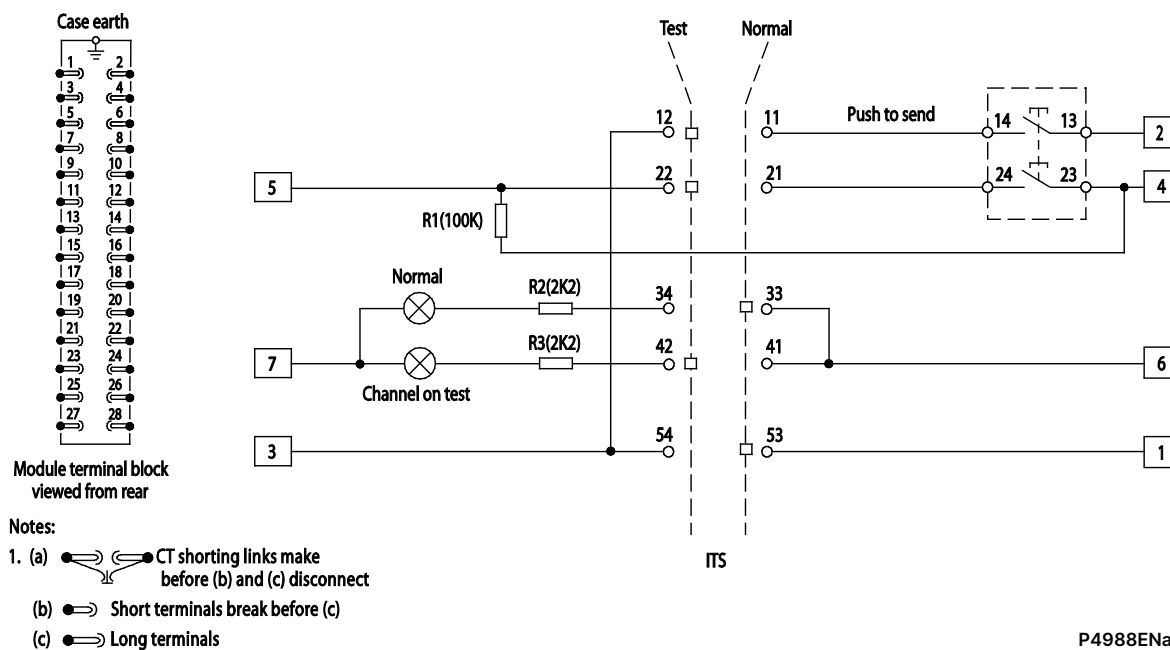 Case earth
1 2
3 4
5 6
7 8
9 10
11 12
13 14
15 16
17 18
19 20
21 22
23 24
25 26
27 28
Module terminal block
viewed from rear
Test Normal
12 11 Push to send 14 13 2
5 22 21 24 23 4
R1(100K)
Normal R2(2K2) 34 33
7 R3(2K2) 42 41 6
Channel on test
3 54 53 1
ITS
Notes:
1. (a) CT shorting links make
before (b) and (c) disconnect
(b) Short terminals break before (c)
(c) Long terminals
P4988ENa